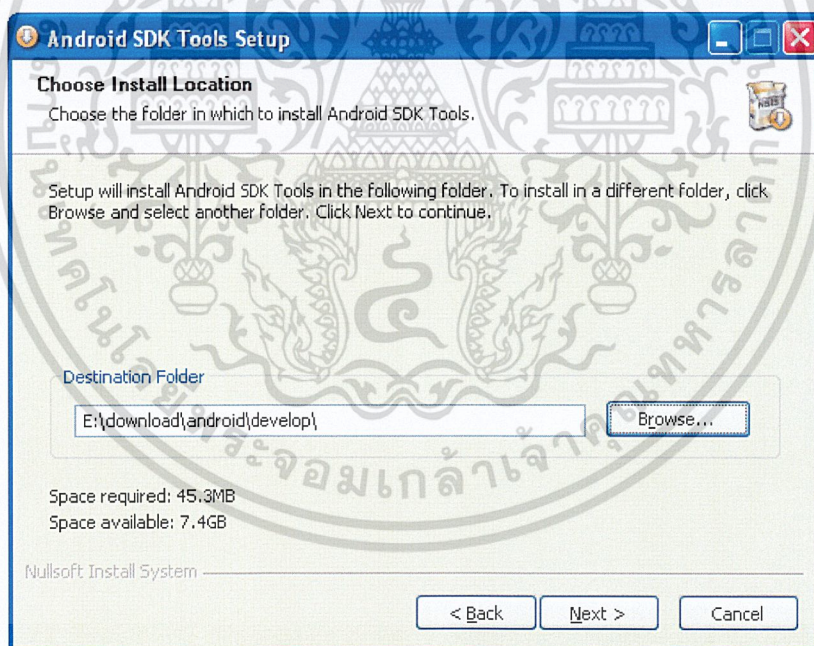 Android SDK Tools Setup
Choose Install Location
Choose the folder in which to install Android SDK Tools.
Setup will install Android SDK Tools in the following folder. To install in a different folder, click
Browse and select another folder. Click Next to continue.
Destination Folder
E:\download\android\develop\
Browse...
Space required: 45.3MB
Space available: 7.4GB
Nullsoft Install System
< Back
Next >
Cancel